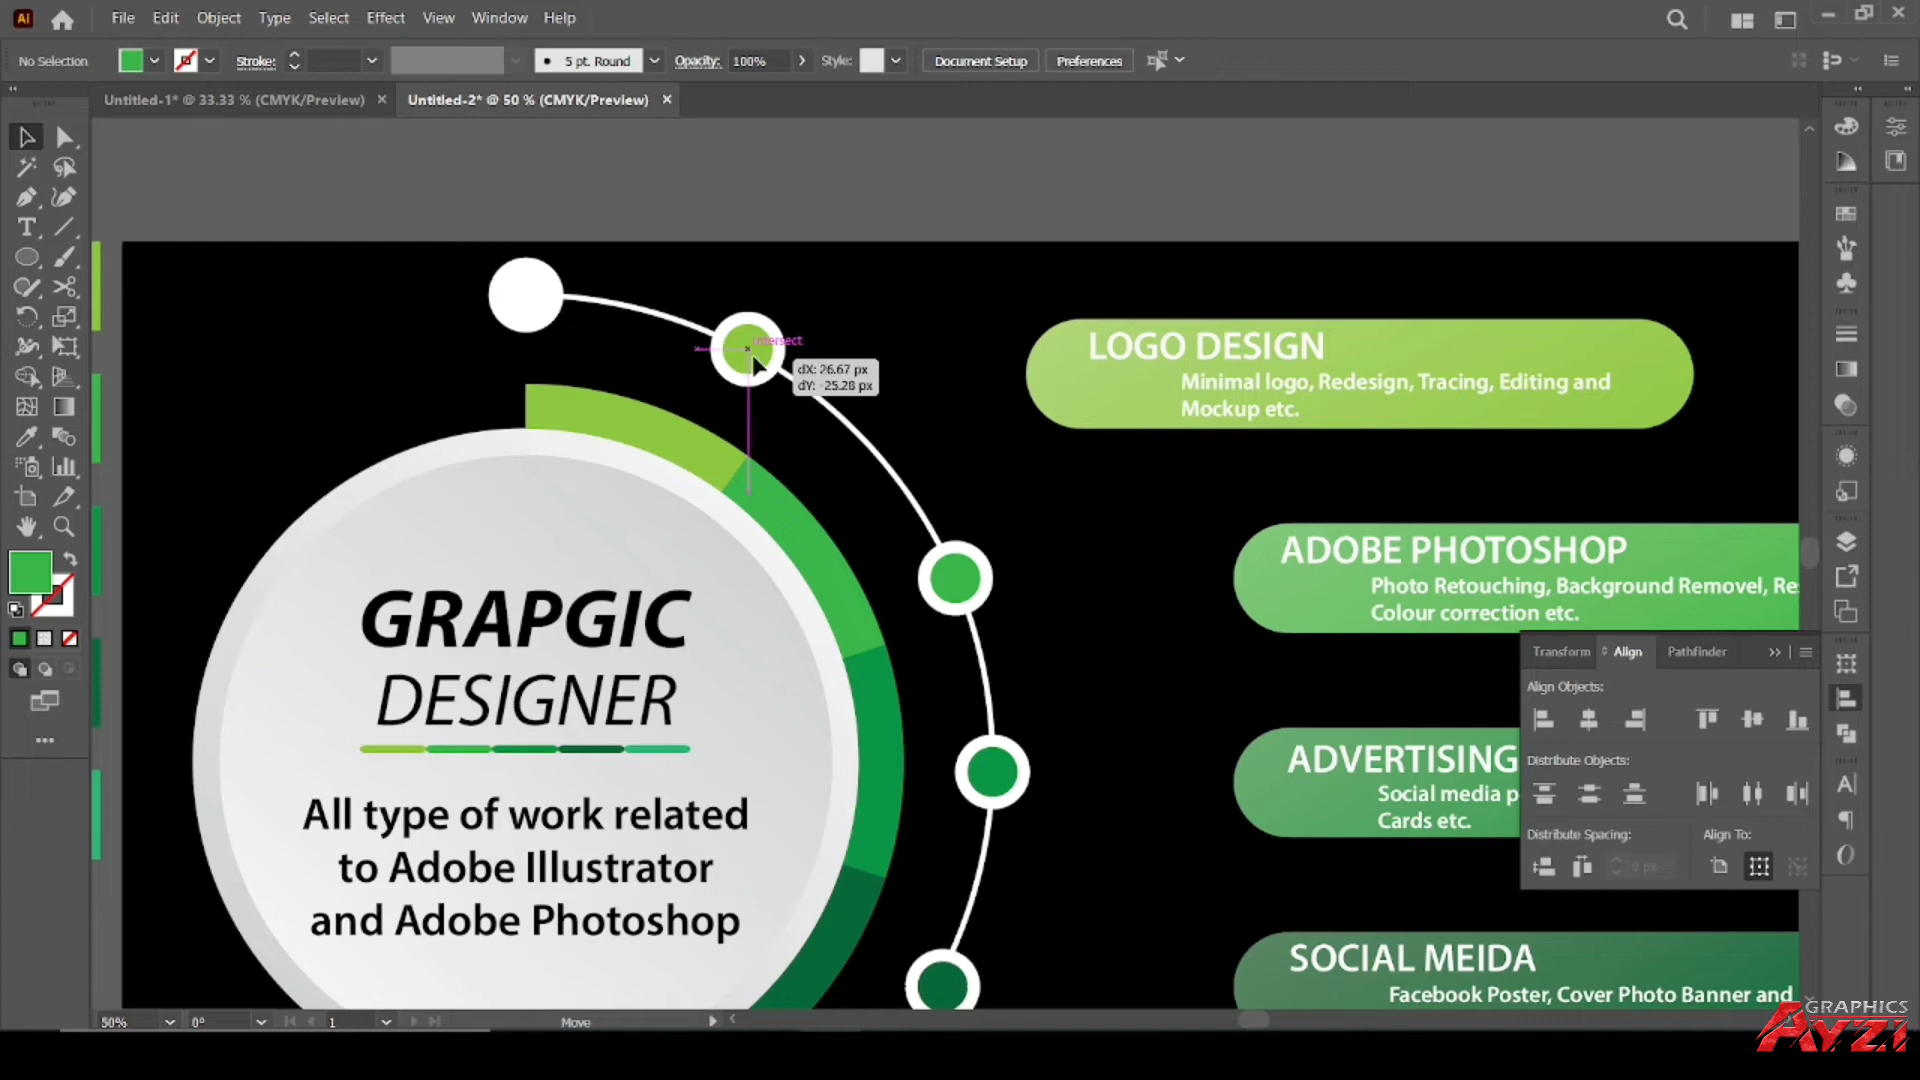 Ai File Edit Object Type Select Effect View Window Help
No Selection Stroke: 5 pt. Round Opacity: 100% Style: Document Setup Preferences
Untitled-1* @ 33.33 % (CMYK/Preview) × Untitled-2* @ 50 % (CMYK/Preview) ×
intersect
dX: 26.67 px
dY: -25.28 px
LOGO DESIGN
Minimal logo, Redesign, Tracing, Editing and
Mockup etc.
ADOBE PHOTOSHOP
Photo Retouching, Background Removel, Re
Colour correction etc.
GRAPGIC
DESIGNER
All type of work related
to Adobe Illustrator
and Adobe Photoshop
ADVERTISING
Social media p
Cards etc.
SOCIAL MEIDA
Facebook Poster, Cover Photo Banner and
Transform Align Pathfinder
Align Objects:
Distribute Objects:
Distribute Spacing: Align To:
0 px
50% 0° 1 Move
GRAPHICS
AYZI